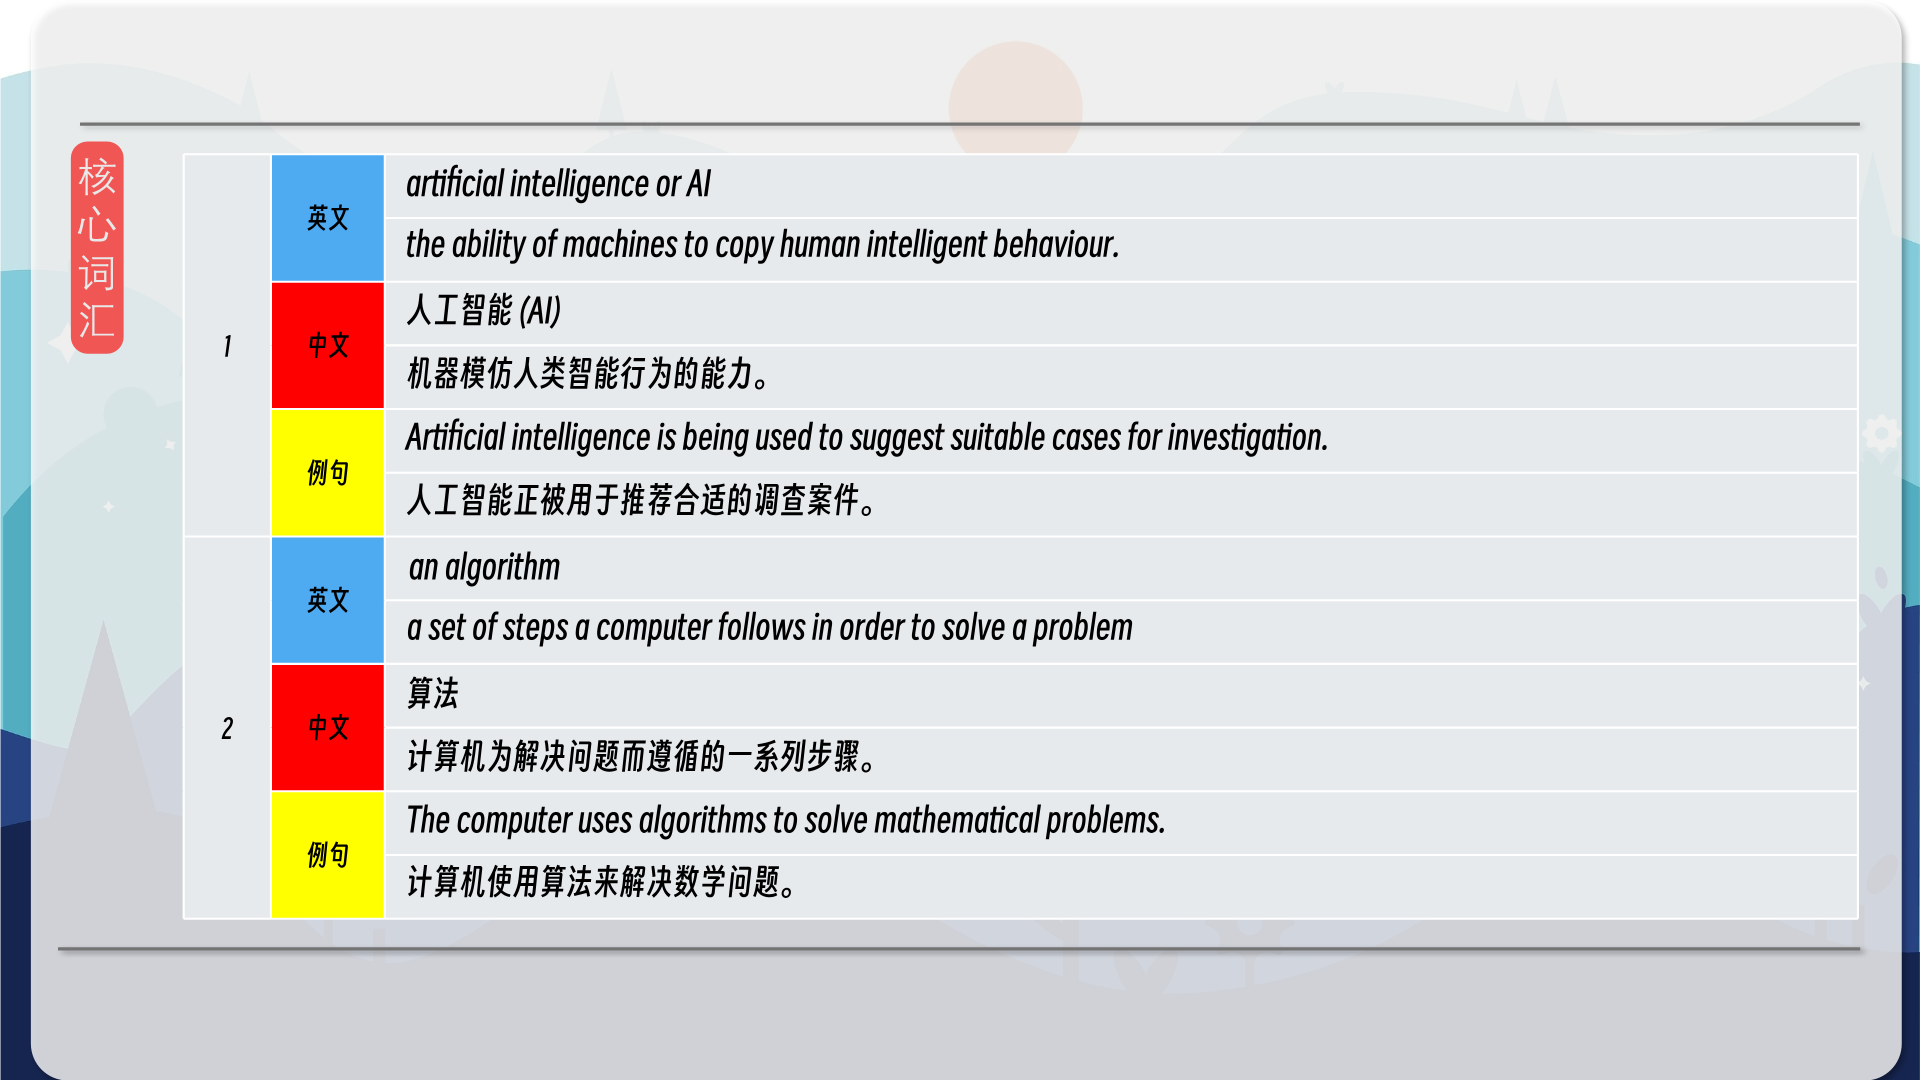 核
心
词
汇
1
英文
artificial intelligence or AI
the ability of machines to copy human intelligent behaviour.
中文
人工智能 (AI)
机器模仿人类智能行为的能力。
例句
Artificial intelligence is being used to suggest suitable cases for investigation.
人工智能正被用于推荐合适的调查案件。
2
英文
an algorithm
a set of steps a computer follows in order to solve a problem
中文
算法
计算机为解决问题而遵循的一系列步骤。
例句
The computer uses algorithms to solve mathematical problems.
计算机使用算法来解决数学问题。